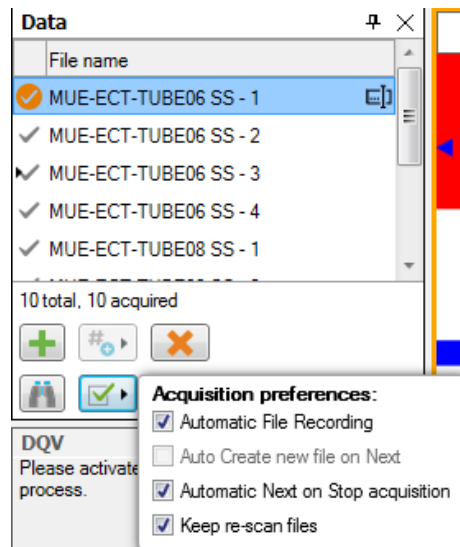 Data
File name
MUE-ECT-TUBE06 SS - 1
MUE-ECT-TUBE06 SS - 2
MUE-ECT-TUBE06 SS - 3
MUE-ECT-TUBE06 SS - 4
MUE-ECT-TUBE08 SS - 1
10 total, 10 acquired
#
Acquisition preferences:
Automatic File Recording
Auto Create new file on Next
Automatic Next on Stop acquisition
Keep re-scan files
DQV
Please activate
process.